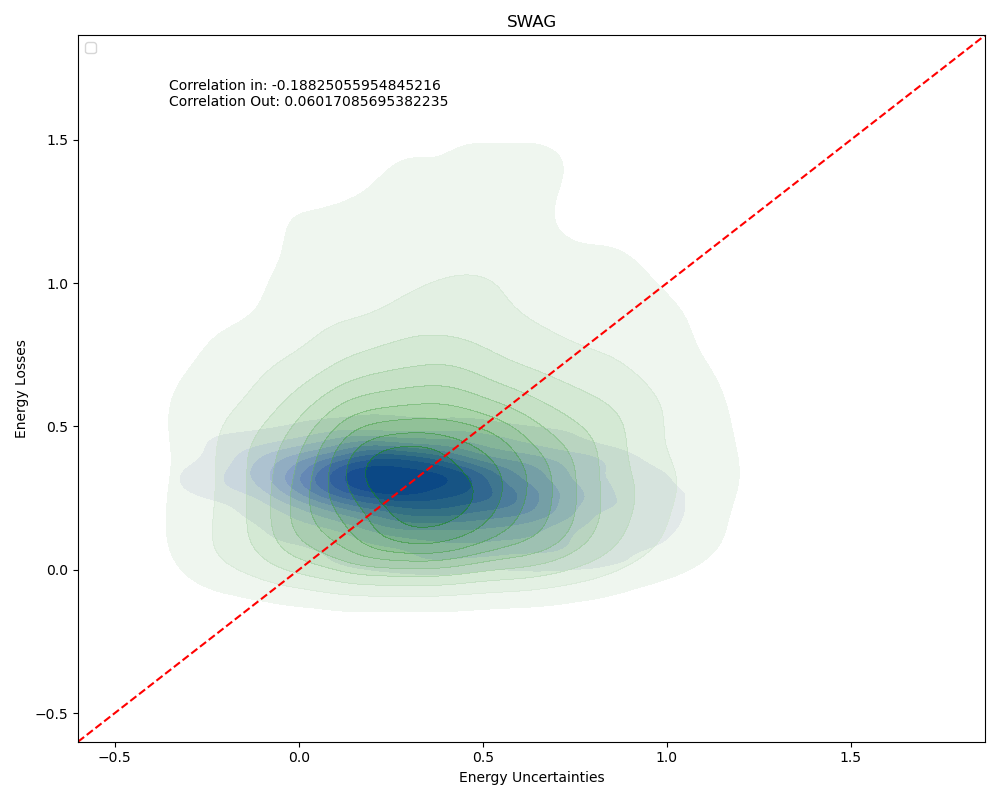 SWAG
Correlation in: -0.18825055954845216
Correlation Out: 0.06017085695382235
1.5
1.0
0.5
0.0
−0.5
Energy Losses
−0.5 0.0 0.5 1.0 1.5
Energy Uncertainties